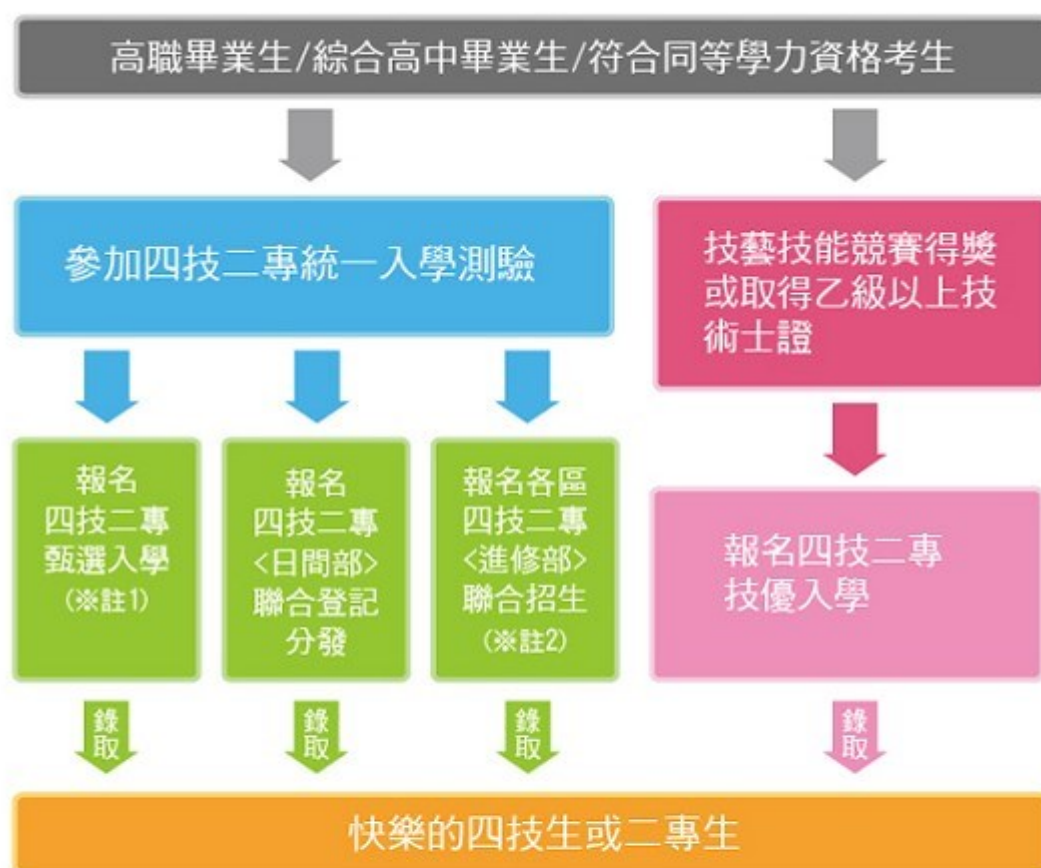 高職畢業生/綜合高中畢業生/符合同等學力資格考生
參加四技二專統一入學測驗
技藝技能競賽得獎
或取得乙級以上技
術士證
報名
四技二專
甄選入學
(※註1)
報名
四技二專
<日間部>
聯合登記
分發
報名各區
四技二專
<進修部>
聯合招生
(※註2)
報名四技二專
技優入學
錄取
錄取
錄取
錄取
快樂的四技生或二專生